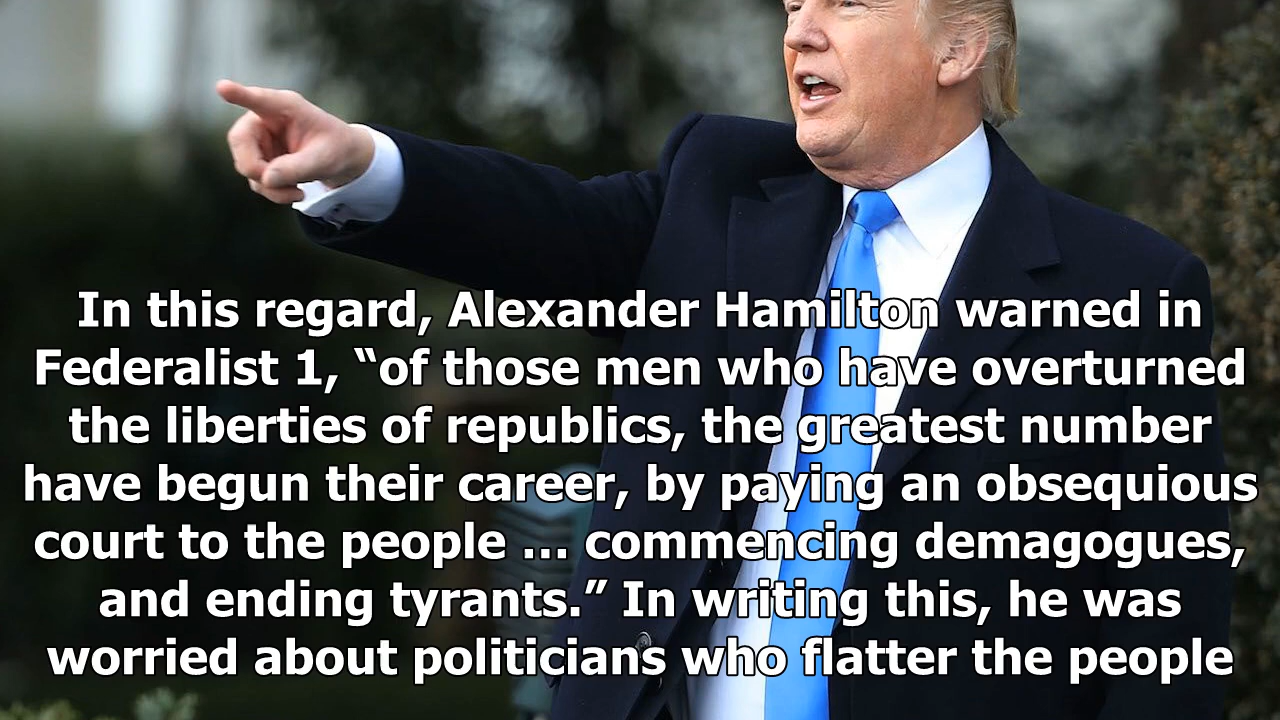 In this regard, Alexander Hamilton warned in
Federalist 1, “of those men who have overturned
the liberties of republics, the greatest number
have begun their career, by paying an obsequious
court to the people ... commencing demagogues,
and ending tyrants.” In writing this, he was
worried about politicians who flatter the people